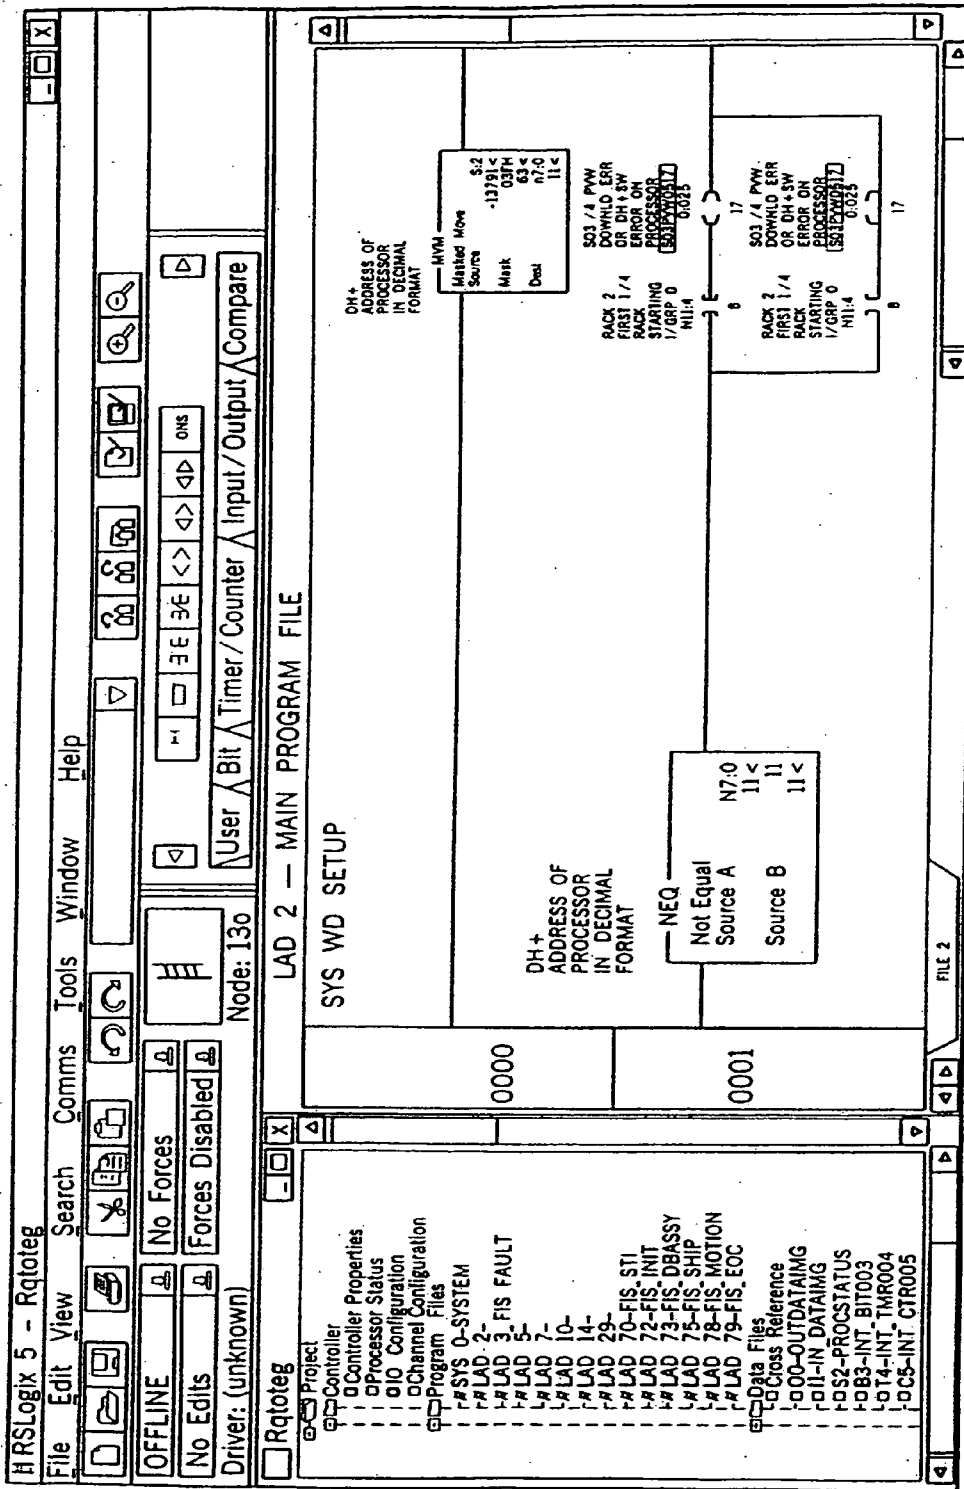 RSLogix 5 - Rqtoteg
File Edit View Search Comms Tools Window Help
OFFLINE No Forces
No Edits Forces Disabled
Driver: (unknown) Node: 13o
ONS
User Bit Timer / Counter Input / Output Compare
Rqtoteg
Project
Controller
Controller Properties
Processor Status
IO Configuration
Channel Configuration
Program Files
SYS 0-SYSTEM
LAD 2-
LAD 3_ FIS FAULT
LAD 5-
LAD 7-
LAD 10-
LAD 14-
LAD 29-
LAD 70-FIS_STI
LAD 72-FIS_INIT
LAD 73-FIS_DBASSY
LAD 75-FIS_SHIP
LAD 78-FIS_MOTION
LAD 79-FIS_EOC
Data Files
Cross Reference
O0-OUTDATAIMG
I1-IN_DATAIMG
S2-PROCSTATUS
B3-INT_BIT003
T4-INT_TMR004
C5-INT_CTR005
LAD 2 — MAIN PROGRAM FILE
SYS WD SETUP
0000
DH+
ADDRESS OF
PROCESSOR
IN DECIMAL
FORMAT
MVM
Masked Move
Source S:2
-13791<
Mask 03FH
63<
Dest n7:0
11<
0001
DH+
ADDRESS OF
PROCESSOR
IN DECIMAL
FORMAT
NEQ
Not Equal
Source A N7:0
11<
Source B 11
11<
RACK 2
FIRST 1/4
RACK
STARTING
I/GRP 0
N11:4
8
S03 /4 PVW
DOWNLD ERR
OR DH+SW
ERROR ON
PROCESSOR
S03PVW0517
0:025
17
RACK 2
FIRST 1/4
RACK
STARTING
I/GRP 0
N11:4
8
S03 /4 PVW
DOWNLD ERR
OR DH+SW
ERROR ON
PROCESSOR
S03PVW0517
0:025
17
FILE 2